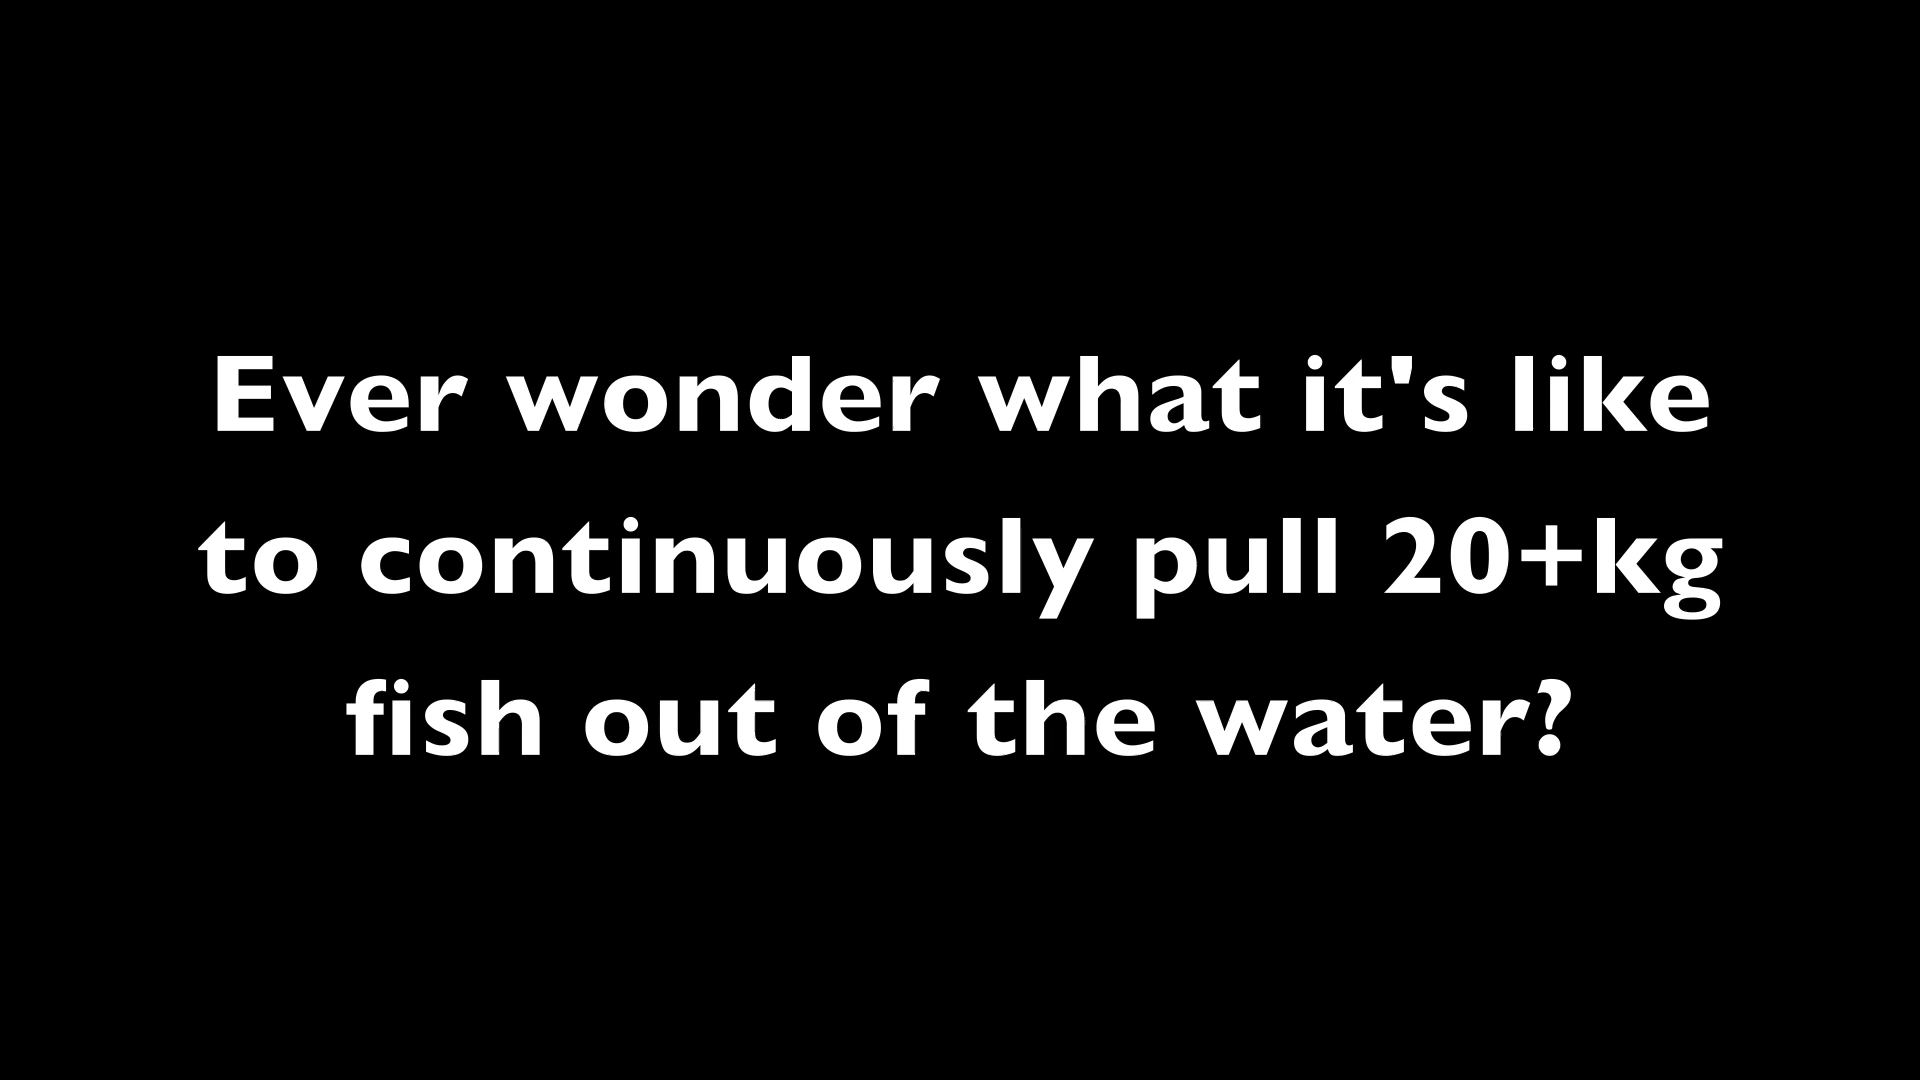 Ever wonder what it's like
to continuously pull 20+kg
fish out of the water?